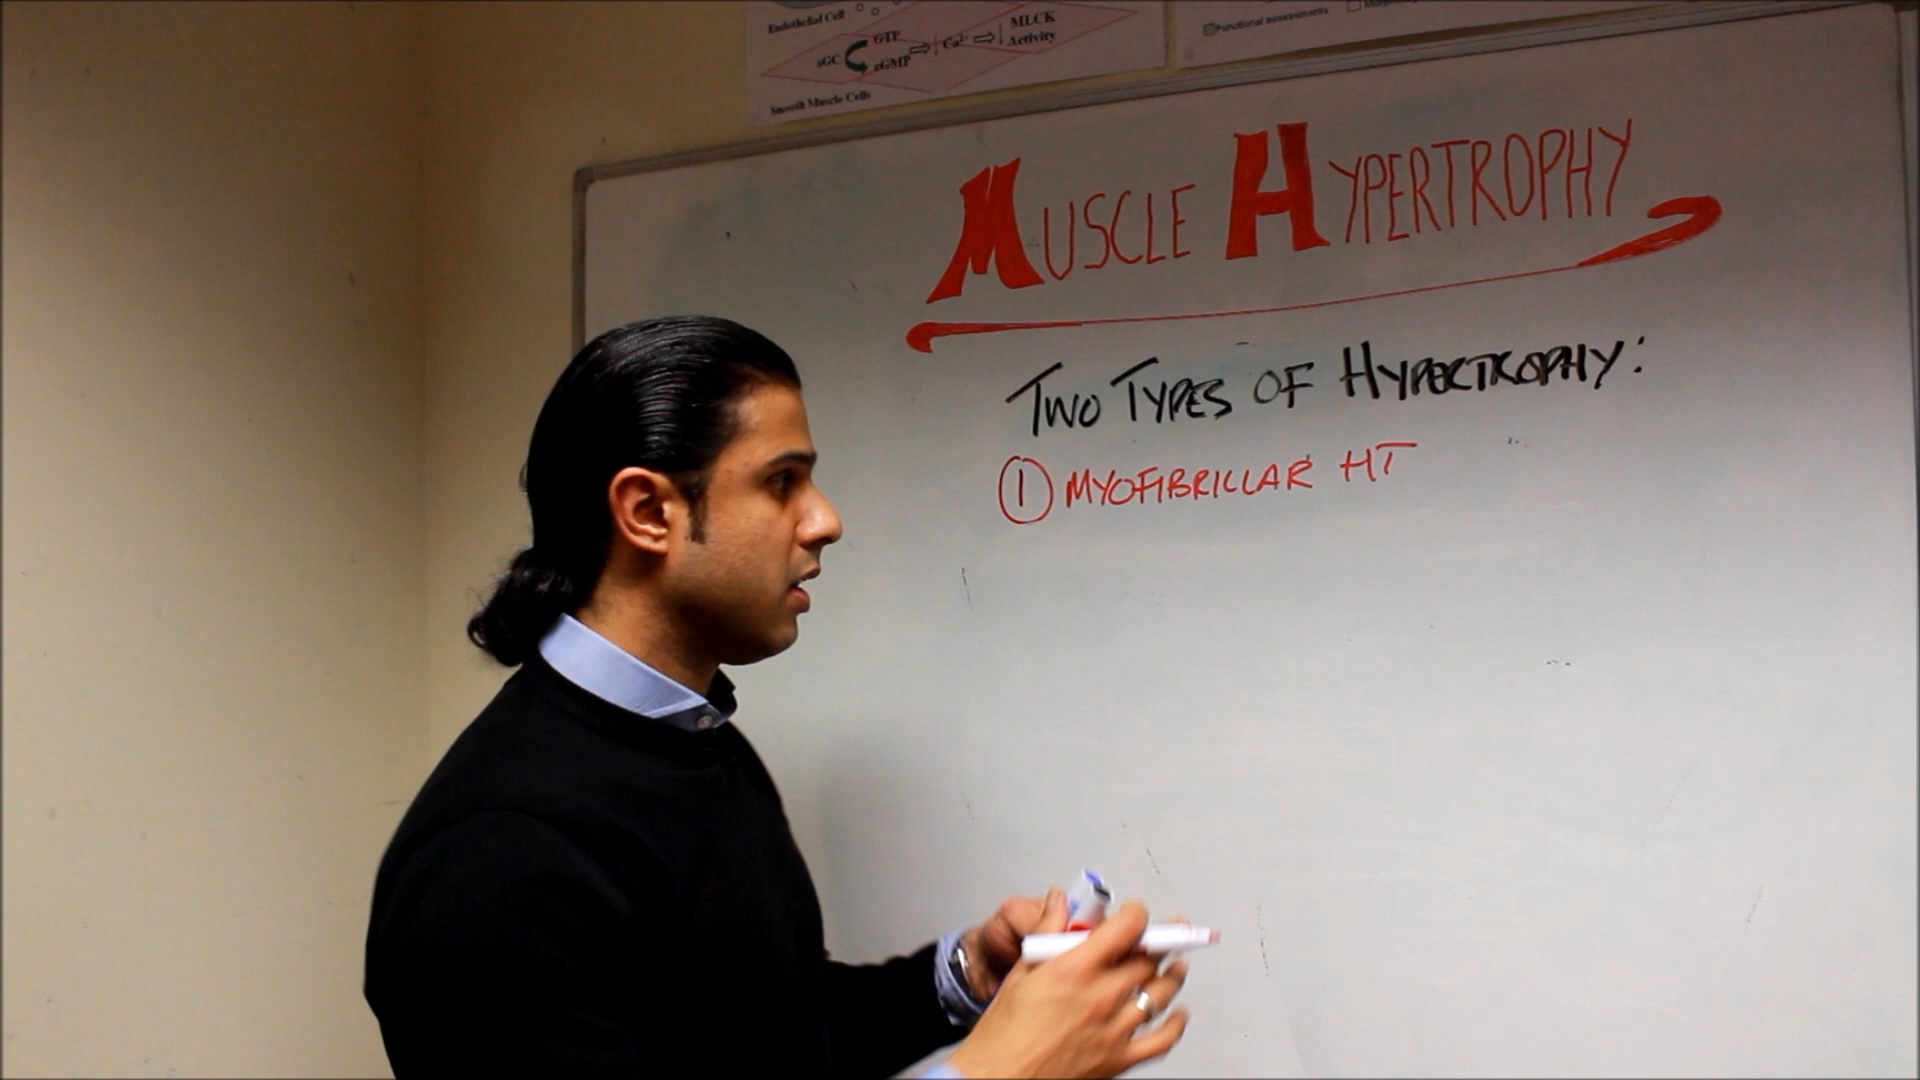 Endothelial Cell
MLCK
GTP
sGC
Ca²⁺
Activity
cGMP
Smooth Muscle Cells
Functional assessments
MUSCLE HYPERTROPHY
TWO TYPES OF HYPERTROPHY:
① MYOFIBRILLAR HT